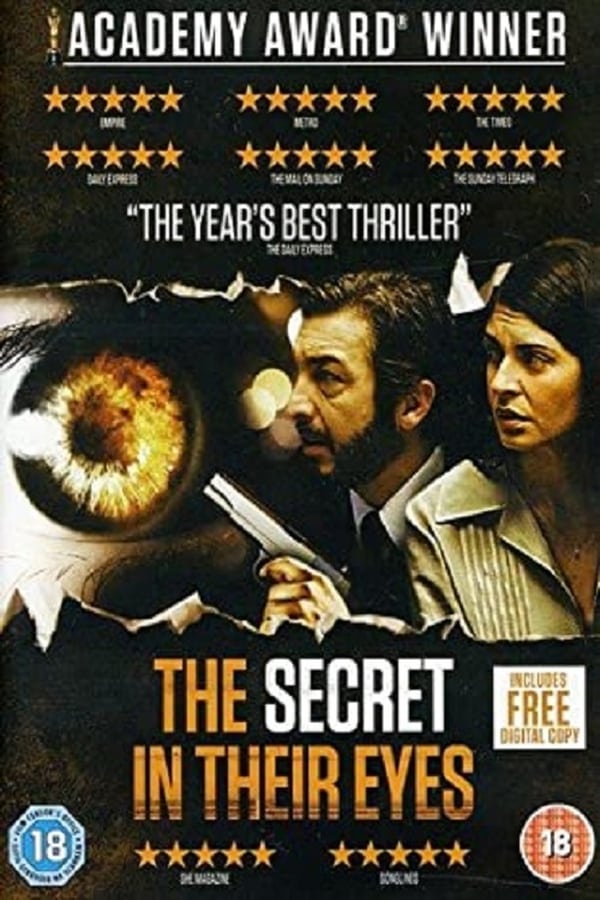 ACADEMY AWARD® WINNER
EMPIRE
METRO
THE TIMES
DAILY EXPRESS
THE MAIL ON SUNDAY
THE SUNDAY TELEGRAPH
"THE YEAR'S BEST THRILLER"
THE DAILY EXPRESS
THE SECRET
IN THEIR EYES
INCLUDES
FREE
DIGITAL COPY
18
18
SHE MAGAZINE
SONGLINES